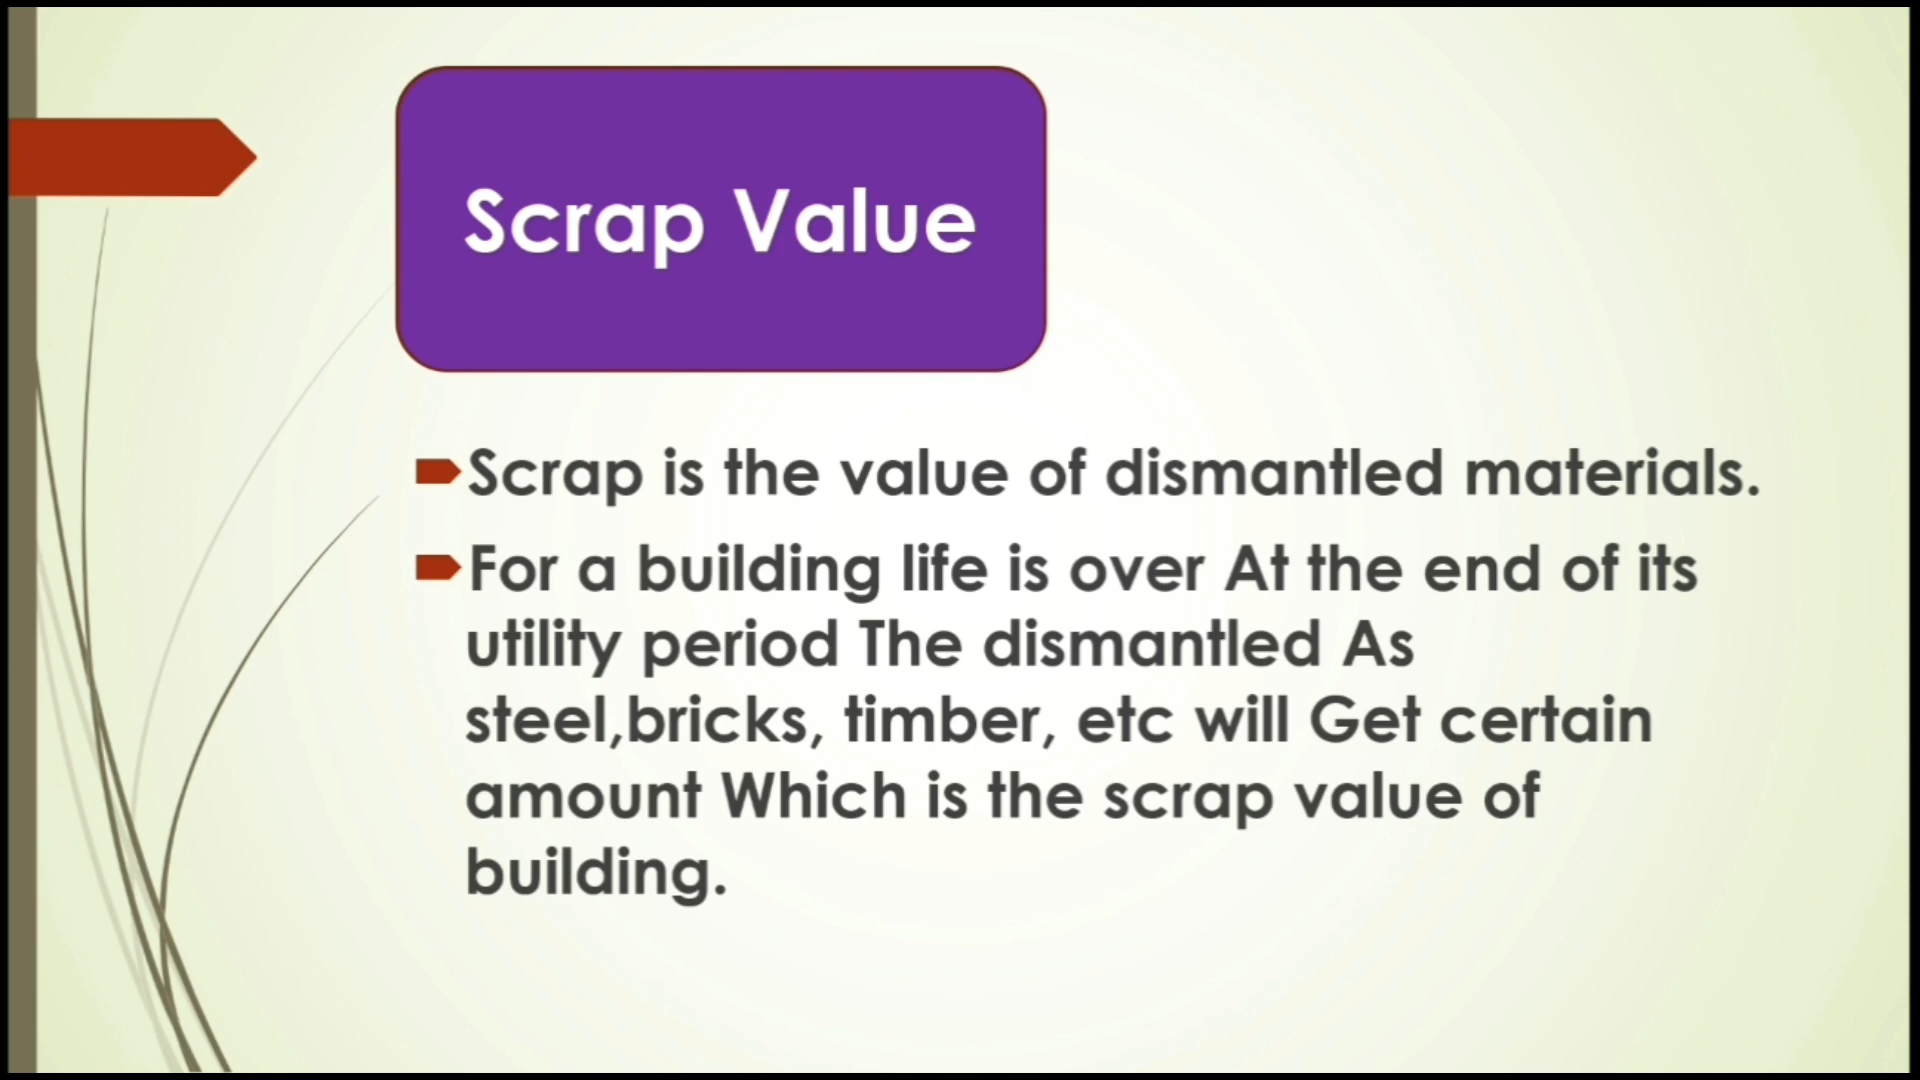 Scrap Value
Scrap is the value of dismantled materials.
For a building life is over At the end of its
utility period The dismantled As
steel,bricks, timber, etc will Get certain
amount Which is the scrap value of
building.